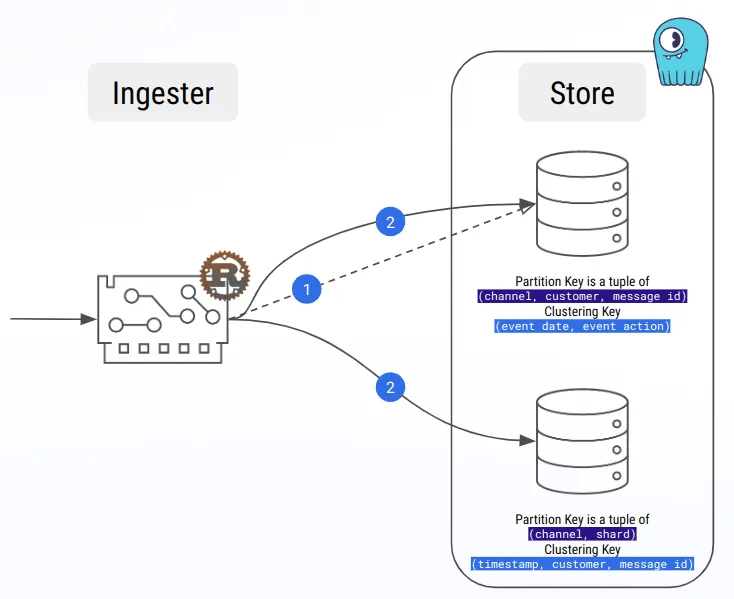 Ingester
Store
2
1
2
R
Partition Key is a tuple of
(channel, customer, message id)
Clustering Key
(event date, event action)
Partition Key is a tuple of
(channel, shard)
Clustering Key
(timestamp, customer, message id)